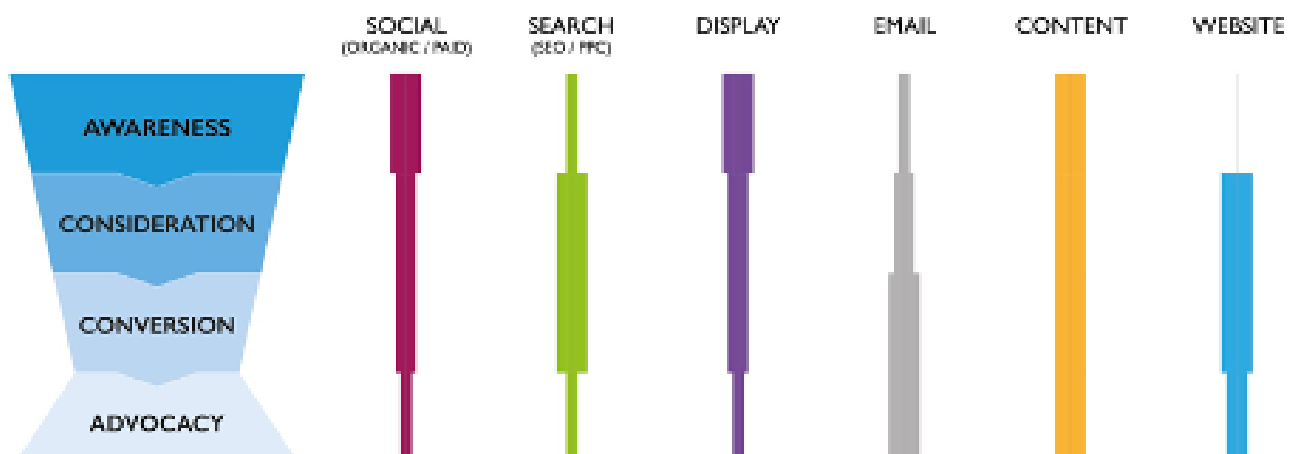 SOCIAL
(ORGANIC / PAID)
SEARCH
(SEO / PPC)
DISPLAY
EMAIL
CONTENT
WEBSITE
AWARENESS
CONSIDERATION
CONVERSION
ADVOCACY